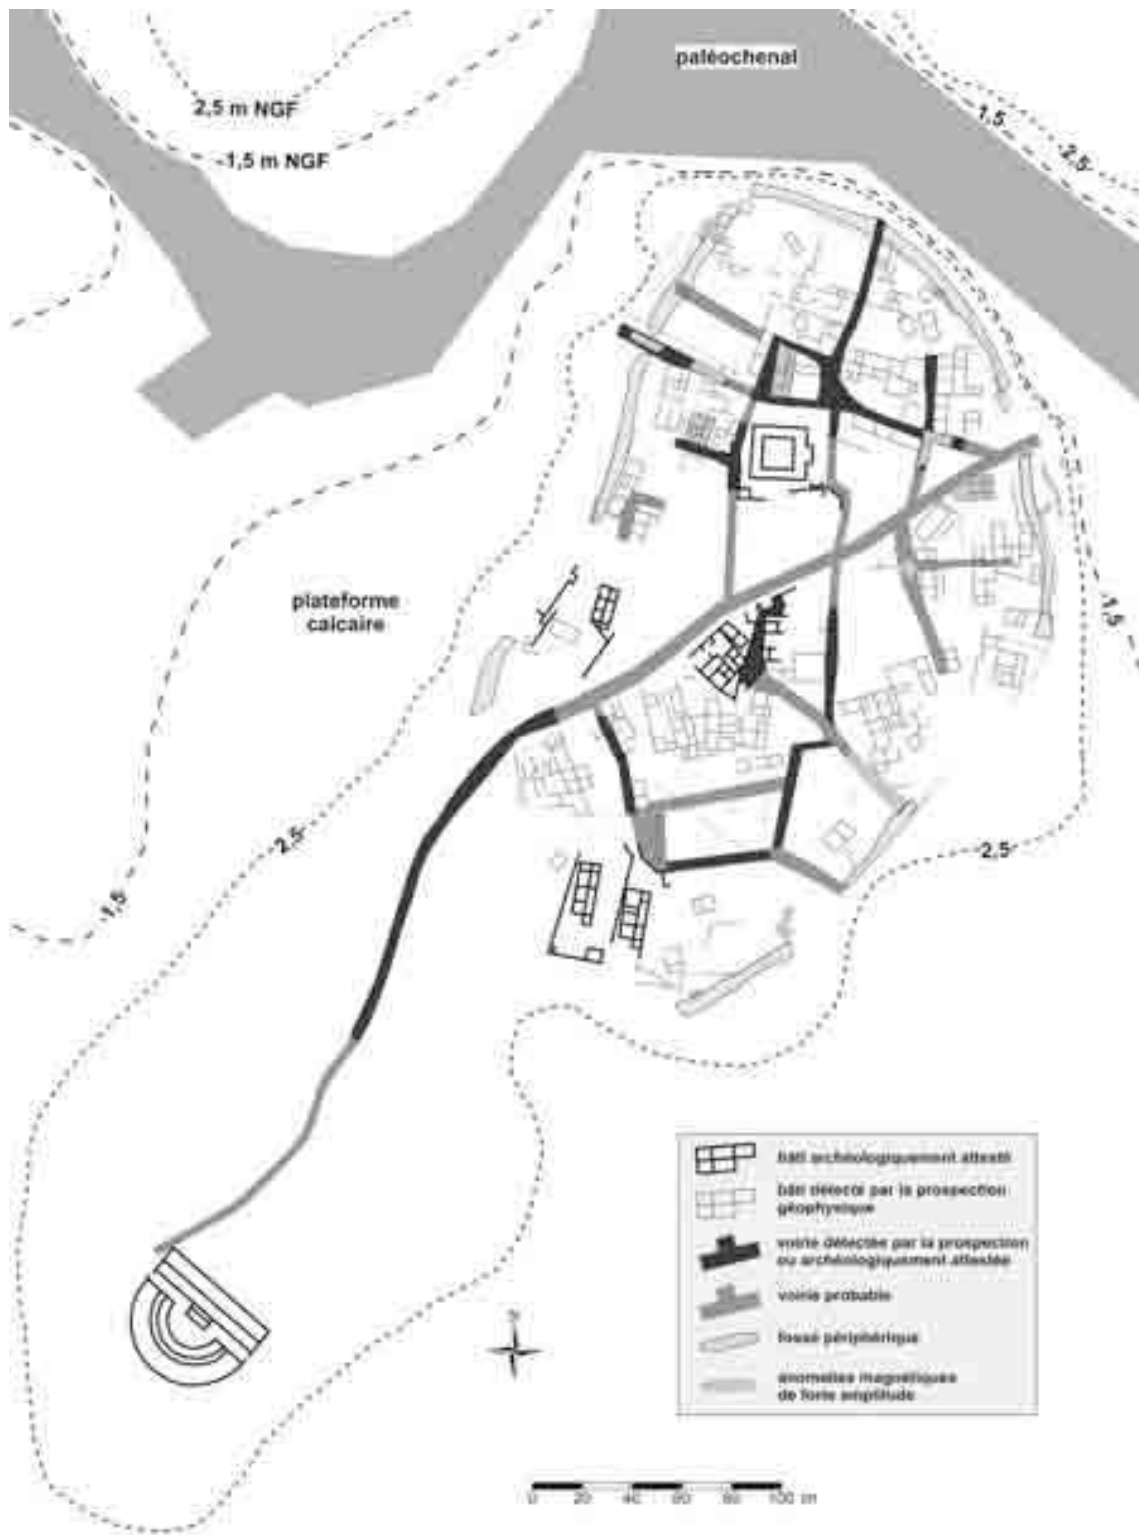 paléochenal
2,5 m NGF
-1,5 m NGF
1,5
2,5
plateforme
calcaire
1,5
2,5
1,5
2,5
bâti archéologiquement attesté
bâti détecté par la prospection
géophysique
voirie détectée par la prospection
ou archéologiquement attestée
voirie probable
fossé périphérique
anomalies magnétiques
de forte amplitude
N
0 20 40 60 80 100 m